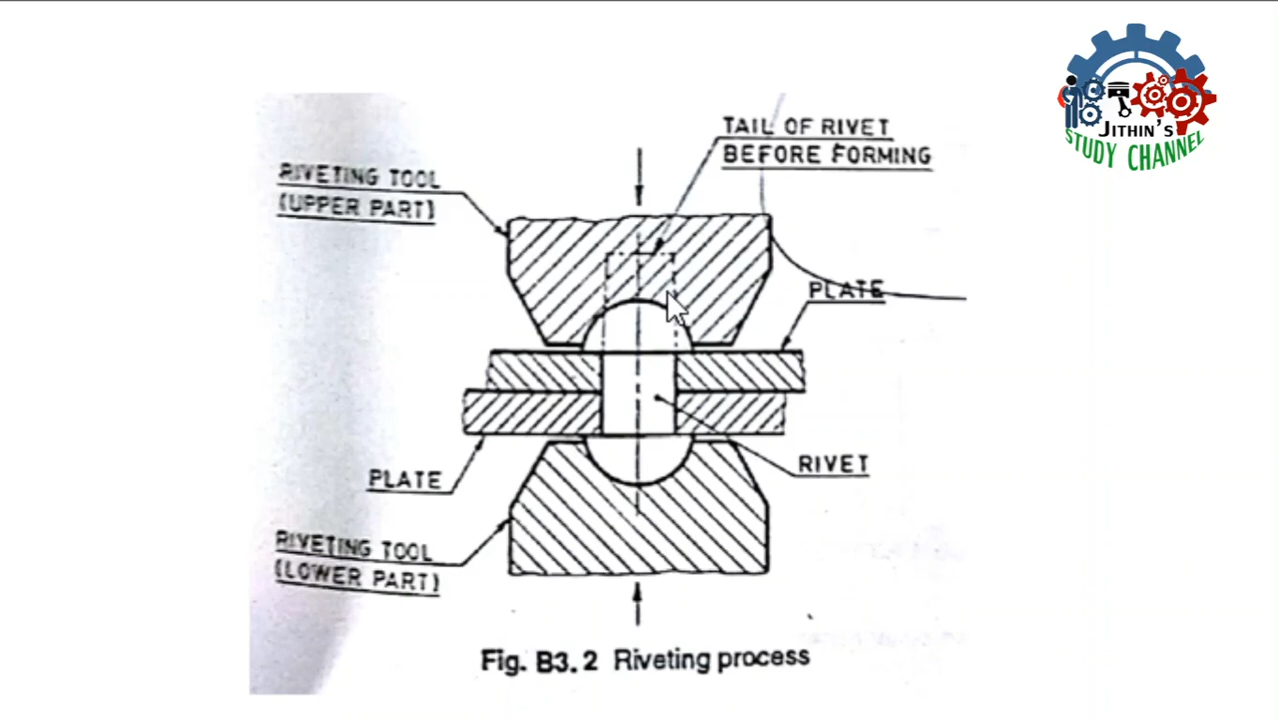 JITHIN'S
STUDY CHANNEL
TAIL OF RIVET
BEFORE FORMING
RIVETING TOOL
(UPPER PART)
PLATE
PLATE
RIVET
RIVETING TOOL
(LOWER PART)
Fig. B3.2 Riveting process